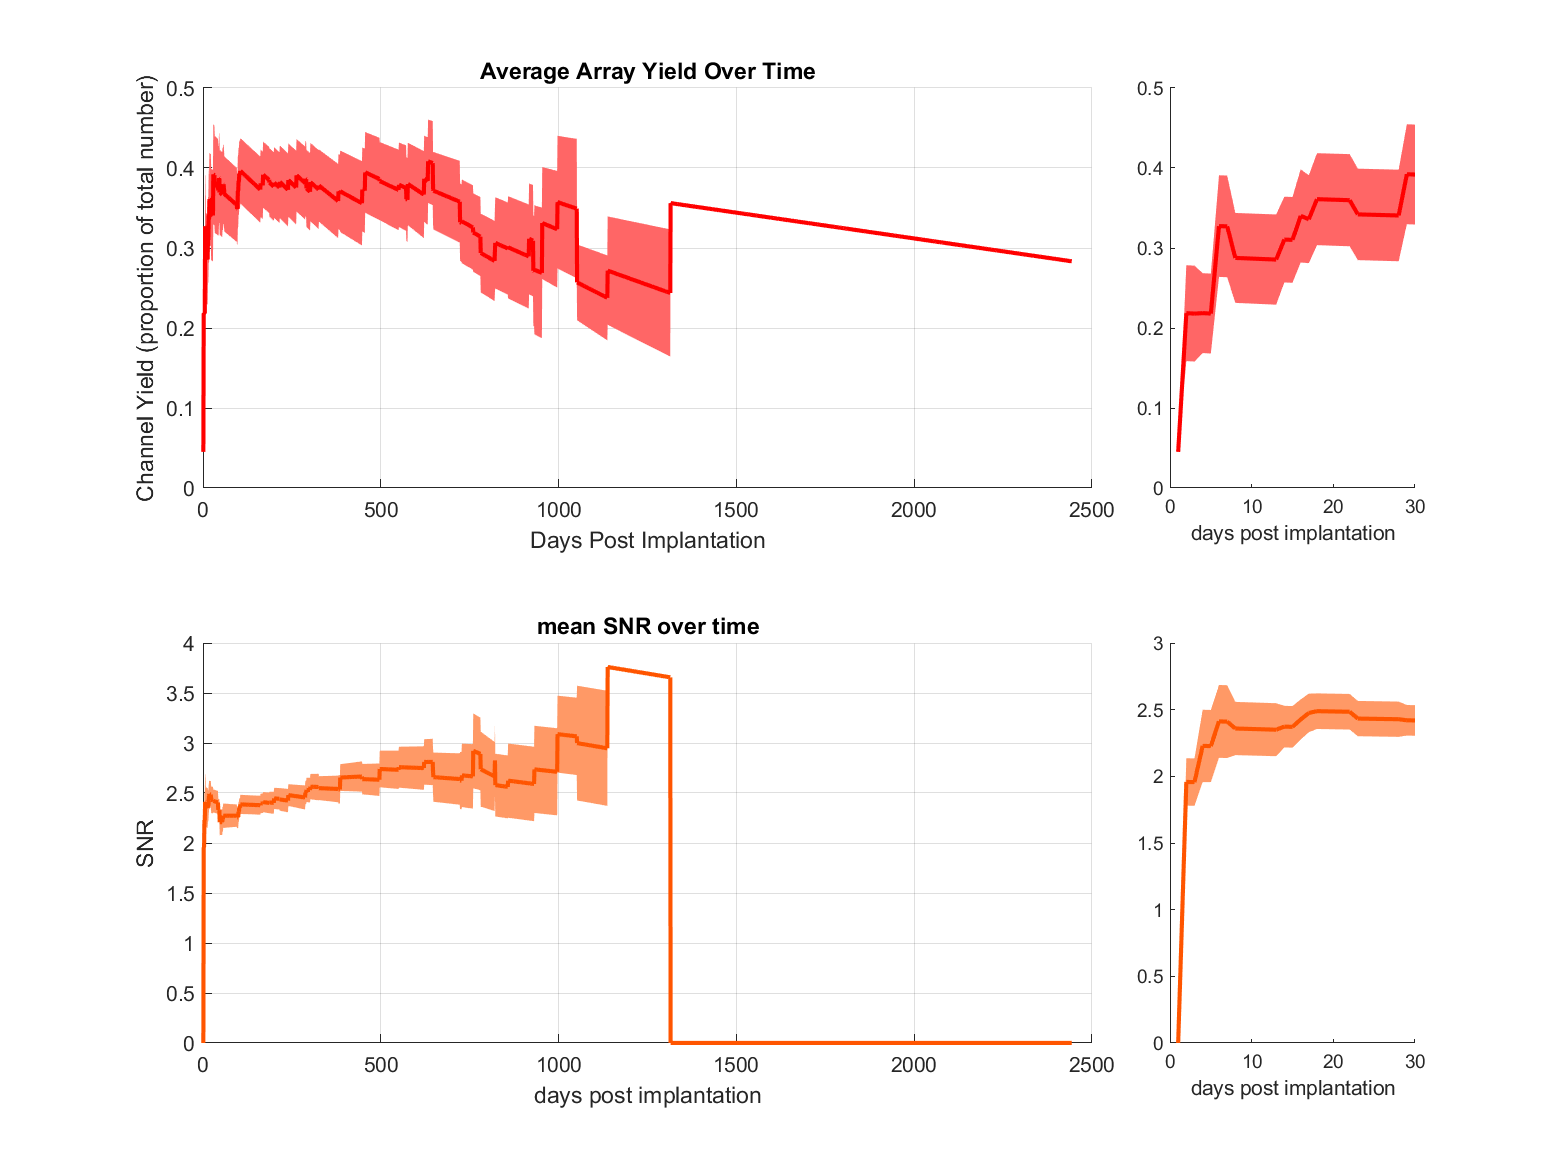 Average Array Yield Over Time
Channel Yield (proportion of total number)
0.5
0.4
0.3
0.2
0.1
0
0 500 1000 1500 2000 2500
Days Post Implantation
0.5
0.4
0.3
0.2
0.1
0
0 10 20 30
days post implantation
mean SNR over time
SNR
4
3.5
3
2.5
2
1.5
1
0.5
0
0 500 1000 1500 2000 2500
days post implantation
3
2.5
2
1.5
1
0.5
0
0 10 20 30
days post implantation